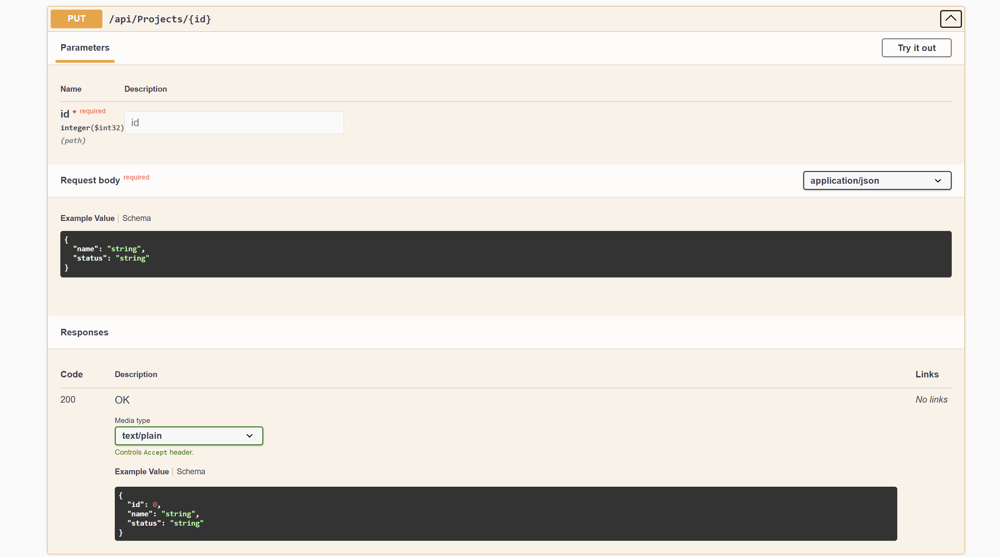 PUT /api/Projects/{id}
Parameters
Try it out
Name Description
id * required
integer($int32)
(path)
id
Request body required
application/json
Example Value Schema
{
"name": "string",
"status": "string"
}
Responses
Code Description Links
200 OK No links
Media type
text/plain
Controls Accept header.
Example Value Schema
{
"id": 0,
"name": "string",
"status": "string"
}